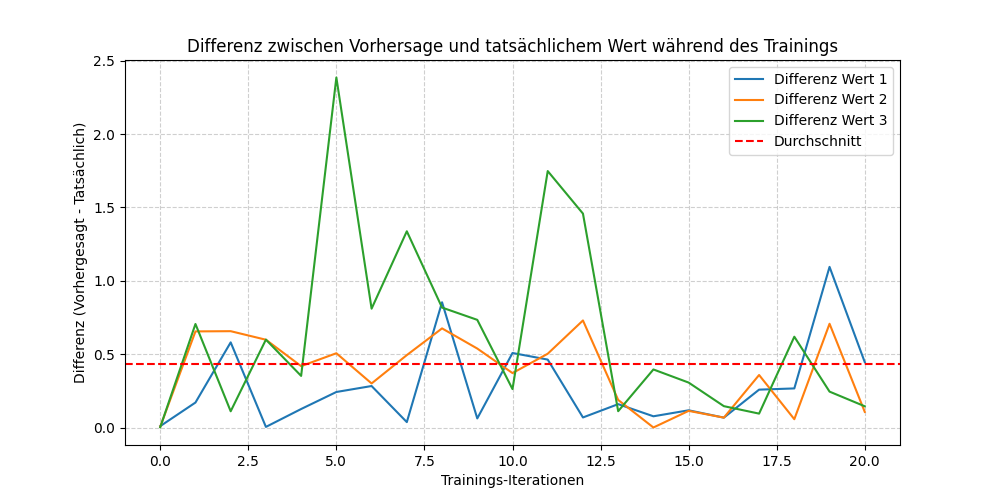 Differenz zwischen Vorhersage und tatsächlichem Wert während des Trainings
Differenz (Vorhergesagt - Tatsächlich)
2.5
2.0
1.5
1.0
0.5
0.0
Differenz Wert 1
Differenz Wert 2
Differenz Wert 3
Durchschnitt
0.0 2.5 5.0 7.5 10.0 12.5 15.0 17.5 20.0
Trainings-Iterationen